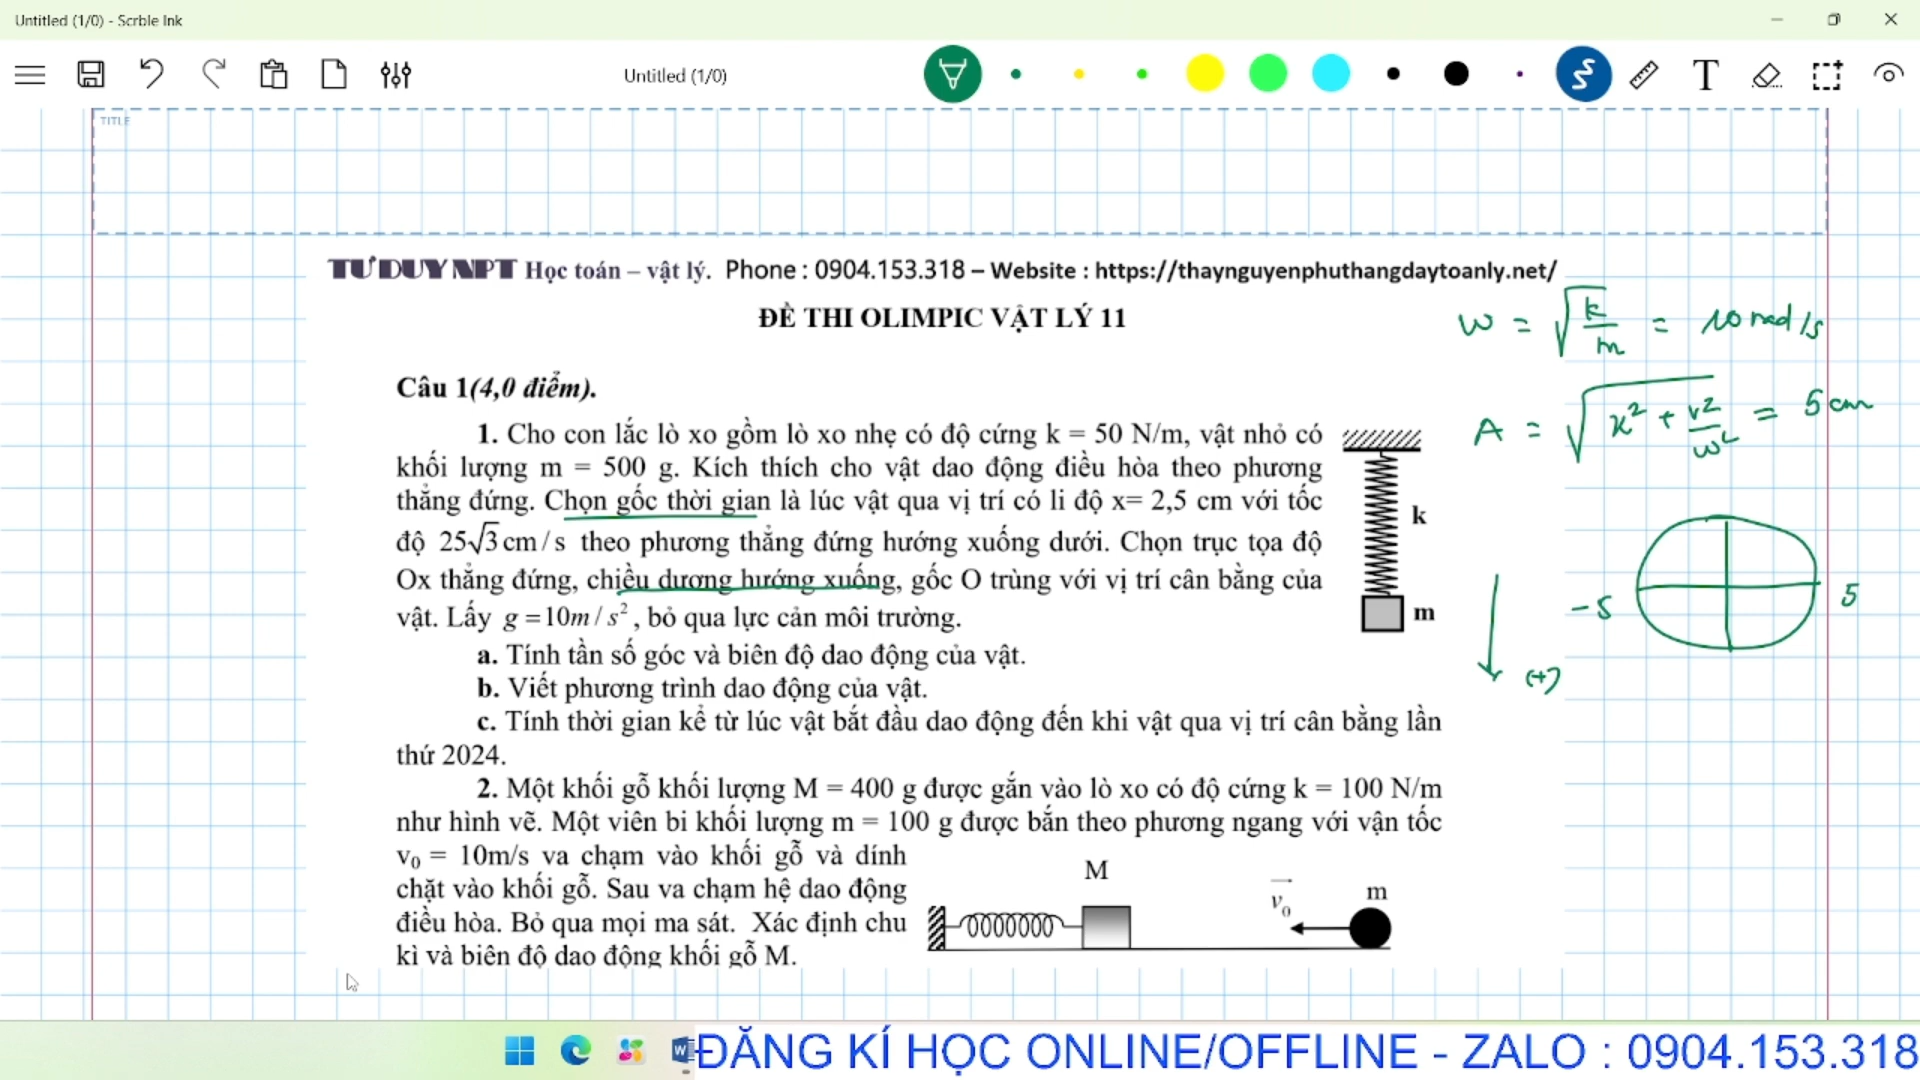 Untitled (1/0) - Scrble Ink
Untitled (1/0)
T
TITLE
TƯ DUY NPT Học toán – vật lý. Phone : 0904.153.318 – Website : https://thaynguyenphuthangdaytoanly.net/
ĐỀ THI OLIMPIC VẬT LÝ 11
Câu 1(4,0 điểm).
1. Cho con lắc lò xo gồm lò xo nhẹ có độ cứng k = 50 N/m, vật nhỏ có
khối lượng m = 500 g. Kích thích cho vật dao động điều hòa theo phương
thẳng đứng. Chọn gốc thời gian là lúc vật qua vị trí có li độ x= 2,5 cm với tốc
độ 25√3 cm/s theo phương thẳng đứng hướng xuống dưới. Chọn trục tọa độ
Ox thẳng đứng, chiều dương hướng xuống, gốc O trùng với vị trí cân bằng của
vật. Lấy g = 10m/s², bỏ qua lực cản môi trường.
k
m
a. Tính tần số góc và biên độ dao động của vật.
b. Viết phương trình dao động của vật.
c. Tính thời gian kể từ lúc vật bắt đầu dao động đến khi vật qua vị trí cân bằng lần
thứ 2024.
2. Một khối gỗ khối lượng M = 400 g được gắn vào lò xo có độ cứng k = 100 N/m
như hình vẽ. Một viên bi khối lượng m = 100 g được bắn theo phương ngang với vận tốc
v₀ = 10m/s va chạm vào khối gỗ và dính
chặt vào khối gỗ. Sau va chạm hệ dao động
điều hòa. Bỏ qua mọi ma sát. Xác định chu
kì và biên độ dao động khối gỗ M.
M
v₀
m
w = √(k/m) = 10 rad/s
A = √(x² + v²/w²) = 5 cm
-5
5
(+)
ĐĂNG KÍ HỌC ONLINE/OFFLINE - ZALO : 0904.153.318